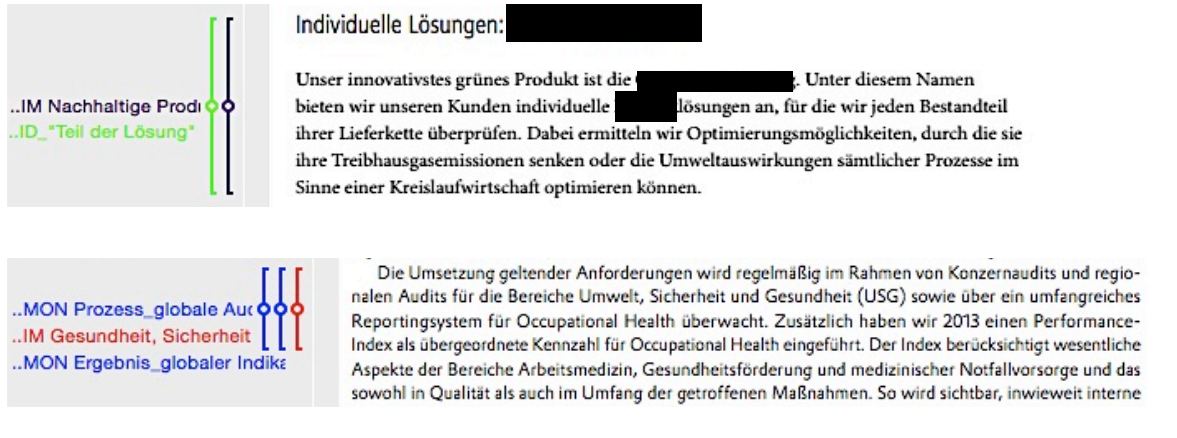 Individuelle Lösungen:
Unser innovativstes grünes Produkt ist die . Unter diesem Namen
..IM Nachhaltige Prod
bieten wir unseren Kunden individuelle lösungen an, für die wir jeden Bestandteil
..ID_"Teil der Lösung"
ihrer Lieferkette überprüfen. Dabei ermitteln wir Optimierungsmöglichkeiten, durch die sie
ihre Treibhausgasemissionen senken oder die Umweltauswirkungen sämtlicher Prozesse im
Sinne einer Kreislaufwirtschaft optimieren können.
Die Umsetzung geltender Anforderungen wird regelmäßig im Rahmen von Konzernaudits und regio-
nalen Audits für die Bereiche Umwelt, Sicherheit und Gesundheit (USG) sowie über ein umfangreiches
..MON Prozess_globale Auc
Reportingsystem für Occupational Health überwacht. Zusätzlich haben wir 2013 einen Performance-
..IM Gesundheit, Sicherheit
Index als übergeordnete Kennzahl für Occupational Health eingeführt. Der Index berücksichtigt wesentliche
..MON Ergebnis_globaler Indika
Aspekte der Bereiche Arbeitsmedizin, Gesundheitsförderung und medizinischer Notfallvorsorge und das
sowohl in Qualität als auch im Umfang der getroffenen Maßnahmen. So wird sichtbar, inwieweit interne